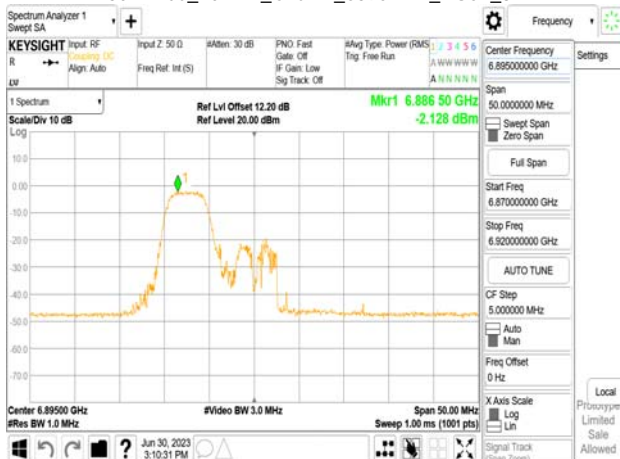 Spectrum Analyzer 1
Swept SA
Frequency
KEYSIGHT
R
Input: RF
Coupling: DC
Align: Auto
Input Z: 50 Ω
Freq Ref: Int (S)
#Atten: 30 dB
PNO: Fast
Gate: Off
IF Gain: Low
Sig Track: Off
#Avg Type: Power (RMS
Trig: Free Run
1 2 3 4 5 6
A W W W W W
A N N N N N
1 Spectrum
Scale/Div 10 dB
Ref Lvl Offset 12.20 dB
Ref Level 20.00 dBm
Mkr1 6.886 50 GHz
-2.128 dBm
Log
10.0
0.00
-10.0
-20.0
-30.0
-40.0
-50.0
-60.0
-70.0
1
Center 6.89500 GHz
#Res BW 1.0 MHz
#Video BW 3.0 MHz
Span 50.00 MHz
Sweep 1.00 ms (1001 pts)
Jun 30, 2023
3:10:31 PM
Center Frequency
6.895000000 GHz
Span
50.0000000 MHz
Swept Span
Zero Span
Full Span
Start Freq
6.870000000 GHz
Stop Freq
6.920000000 GHz
AUTO TUNE
CF Step
5.000000 MHz
Auto
Man
Freq Offset
0 Hz
X Axis Scale
Log
Lin
Signal Track
(Span Zoom)
Settings
Local
Prototype
Limited
Sale
Allowed